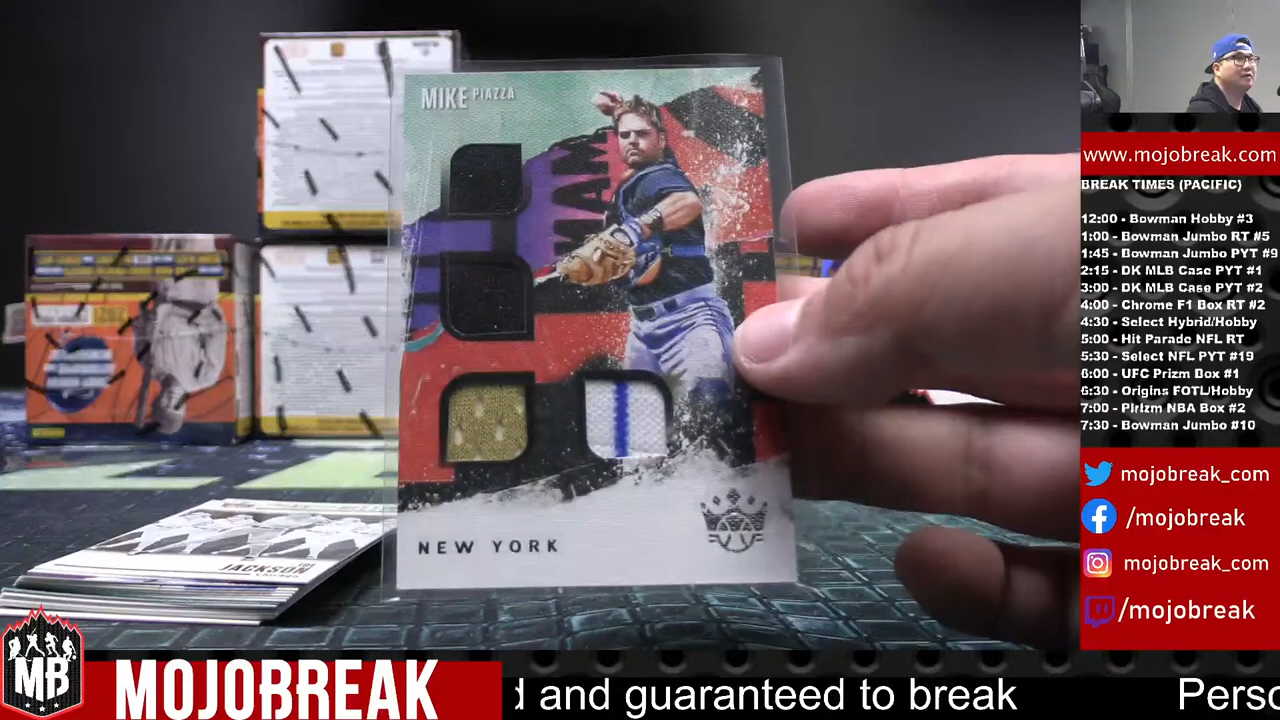 MIKE PIAZZA
NEW YORK
JOE
JACKSON
CHICAGO
MB
MOJOBREAK
d and guaranteed to break
Perso
www.mojobreak.com
BREAK TIMES (PACIFIC)
12:00 • Bowman Hobby #3
1:00 • Bowman Jumbo RT #5
1:45 • Bowman Jumbo PYT #9
2:15 • DK MLB Case PYT #1
3:00 • DK MLB Case PYT #2
4:00 • Chrome F1 Box RT #2
4:30 • Select Hybrid/Hobby
5:00 • Hit Parade NFL RT
5:30 • Select NFL PYT #19
6:00 • UFC Prizm Box #1
6:30 • Origins FOTL/Hobby
7:00 • Pirizm NBA Box #2
7:30 • Bowman Jumbo #10
mojobreak_com
/mojobreak
mojobreak_com
/mojobreak